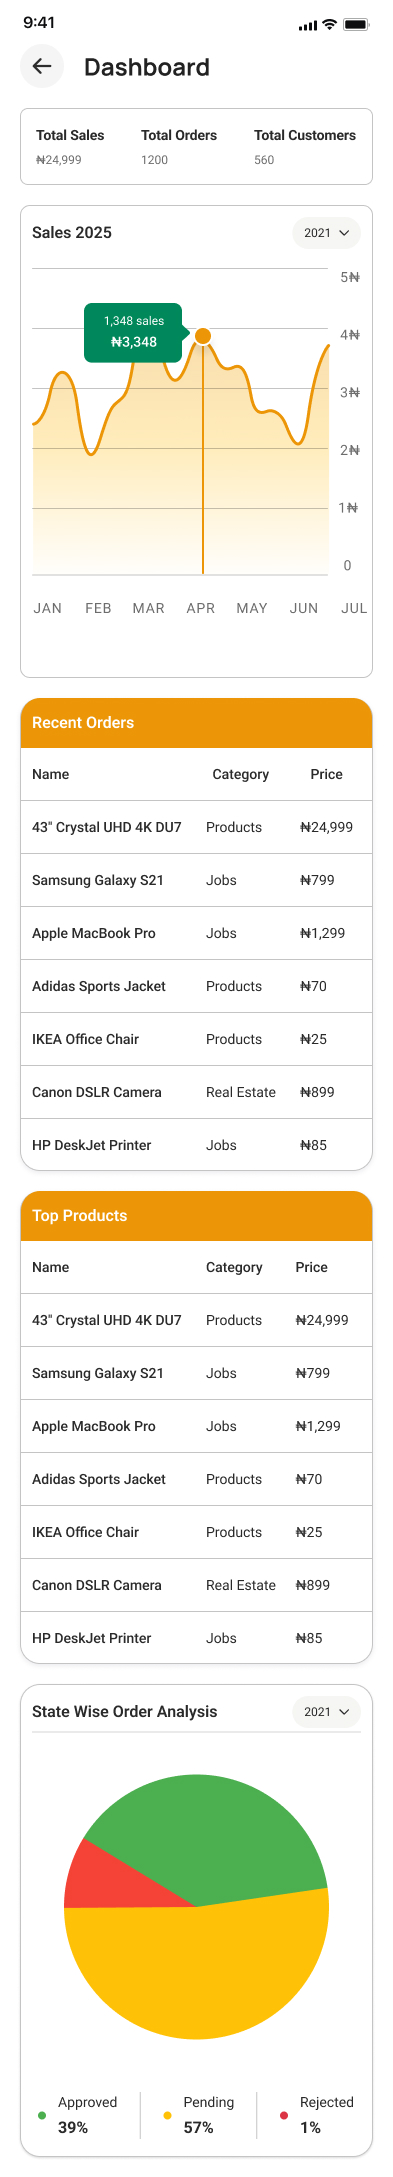 9:41
Dashboard
Total Sales Total Orders Total Customers
₦24,999 1200 560
Sales 2025 2021
5₦
1,348 sales
₦3,348
4₦
3₦
2₦
1₦
0
JAN FEB MAR APR MAY JUN JUL
Recent Orders
Name Category Price
43" Crystal UHD 4K DU7 Products ₦24,999
Samsung Galaxy S21 Jobs ₦799
Apple MacBook Pro Jobs ₦1,299
Adidas Sports Jacket Products ₦70
IKEA Office Chair Products ₦25
Canon DSLR Camera Real Estate ₦899
HP DeskJet Printer Jobs ₦85
Top Products
Name Category Price
43" Crystal UHD 4K DU7 Products ₦24,999
Samsung Galaxy S21 Jobs ₦799
Apple MacBook Pro Jobs ₦1,299
Adidas Sports Jacket Products ₦70
IKEA Office Chair Products ₦25
Canon DSLR Camera Real Estate ₦899
HP DeskJet Printer Jobs ₦85
State Wise Order Analysis 2021
Approved Pending Rejected
39% 57% 1%